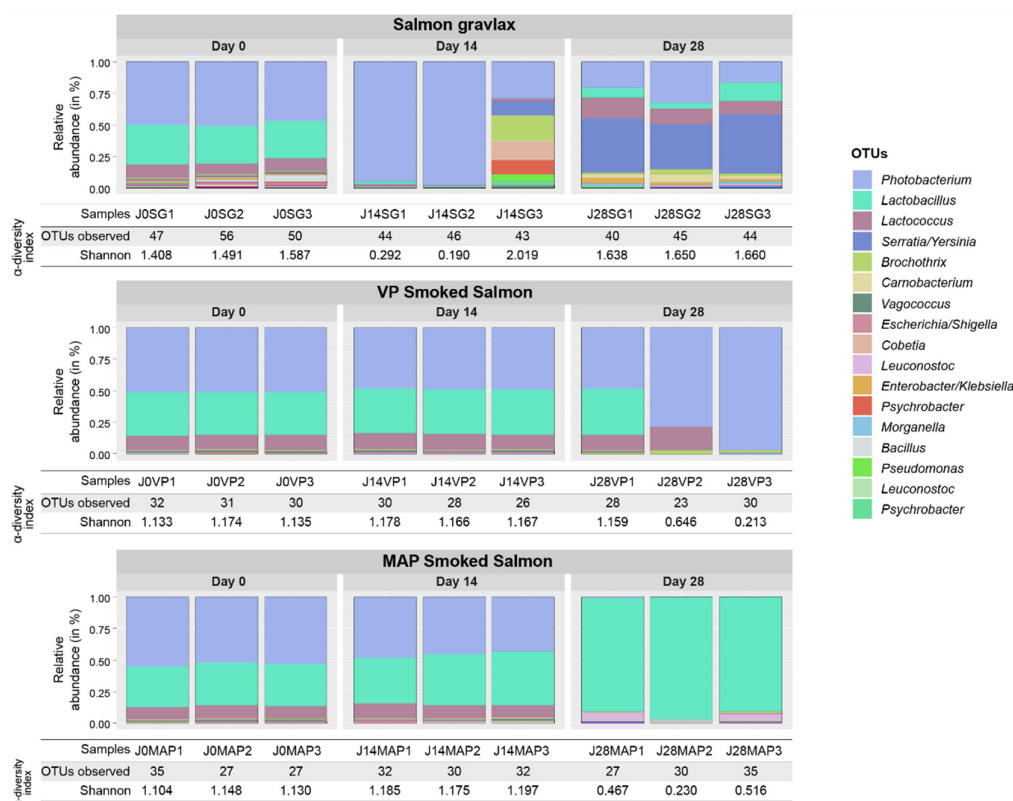 Salmon gravlax
Day 0 Day 14 Day 28
Relative abundance (in %)
1.00
0.75
0.50
0.25
0.00
Samples J0SG1 J0SG2 J0SG3 J14SG1 J14SG2 J14SG3 J28SG1 J28SG2 J28SG3
α-diversity index
OTUs observed 47 56 50 44 46 43 40 45 44
Shannon 1.408 1.491 1.587 0.292 0.190 2.019 1.638 1.650 1.660
VP Smoked Salmon
Day 0 Day 14 Day 28
Relative abundance (in %)
1.00
0.75
0.50
0.25
0.00
Samples J0VP1 J0VP2 J0VP3 J14VP1 J14VP2 J14VP3 J28VP1 J28VP2 J28VP3
α-diversity index
OTUs observed 32 31 30 30 28 26 28 23 30
Shannon 1.133 1.174 1.135 1.178 1.166 1.167 1.159 0.646 0.213
MAP Smoked Salmon
Day 0 Day 14 Day 28
Relative abundance (in %)
1.00
0.75
0.50
0.25
0.00
Samples J0MAP1 J0MAP2 J0MAP3 J14MAP1 J14MAP2 J14MAP3 J28MAP1 J28MAP2 J28MAP3
-diversity index
OTUs observed 35 27 27 32 30 32 27 30 35
Shannon 1.104 1.148 1.130 1.185 1.175 1.197 0.467 0.230 0.516
OTUs
Photobacterium
Lactobacillus
Lactococcus
Serratia/Yersinia
Brochothrix
Carnobacterium
Vagococcus
Escherichia/Shigella
Cobetia
Leuconostoc
Enterobacter/Klebsiella
Psychrobacter
Morganella
Bacillus
Pseudomonas
Leuconostoc
Psychrobacter